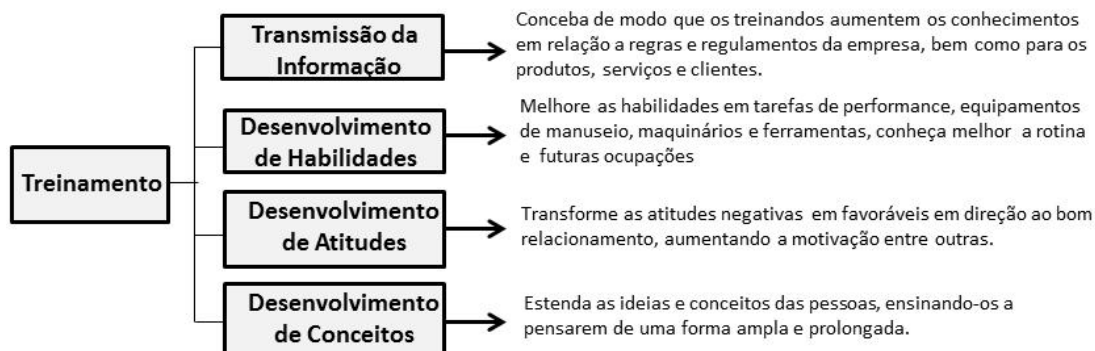 Treinamento
Transmissão da
Informação
Conceba de modo que os treinandos aumentem os conhecimentos
em relação a regras e regulamentos da empresa, bem como para os
produtos, serviços e clientes.
Desenvolvimento
de Habilidades
Melhore as habilidades em tarefas de performance, equipamentos
de manuseio, maquinários e ferramentas, conheça melhor a rotina
e futuras ocupações
Desenvolvimento
de Atitudes
Transforme as atitudes negativas em favoráveis em direção ao bom
relacionamento, aumentando a motivação entre outras.
Desenvolvimento
de Conceitos
Estenda as ideias e conceitos das pessoas, ensinando-os a
pensarem de uma forma ampla e prolongada.